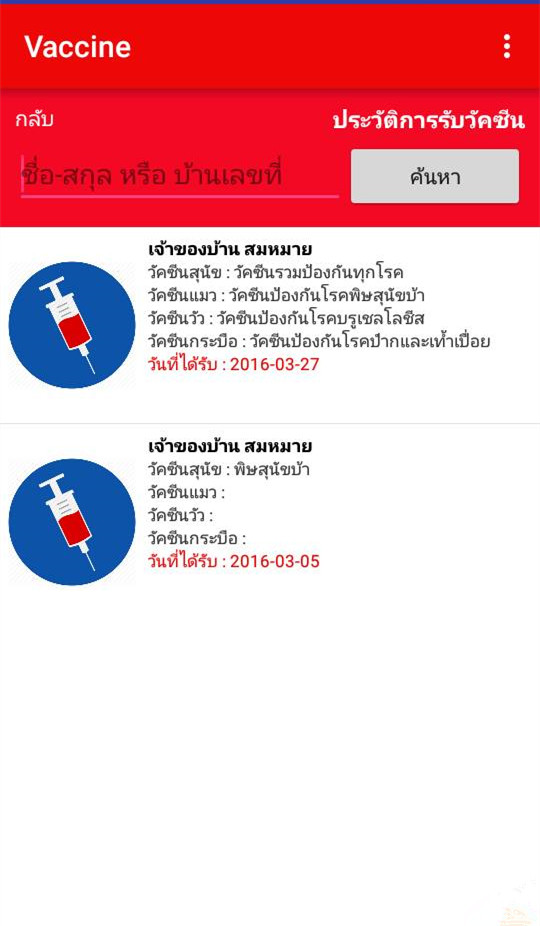 Vaccine
กลับ
ประวัติการรับวัคซีน
ชื่อ-สกุล หรือ บ้านเลขที่
ค้นหา
เจ้าของบ้าน สมหมาย
วัคซีนสุนัข : วัคซีนรวมป้องกันทุกโรค
วัคซีนแมว : วัคซีนป้องกันโรคพิษสุนัขบ้า
วัคซีนวัว : วัคซีนป้องกันโรคบรูเซลโลซีส
วัคซีนกระบือ : วัคซีนป้องกันโรคปากและเท้าเปื่อย
วันที่ได้รับ : 2016-03-27
เจ้าของบ้าน สมหมาย
วัคซีนสุนัข : พิษสุนัขบ้า
วัคซีนแมว :
วัคซีนวัว :
วัคซีนกระบือ :
วันที่ได้รับ : 2016-03-05